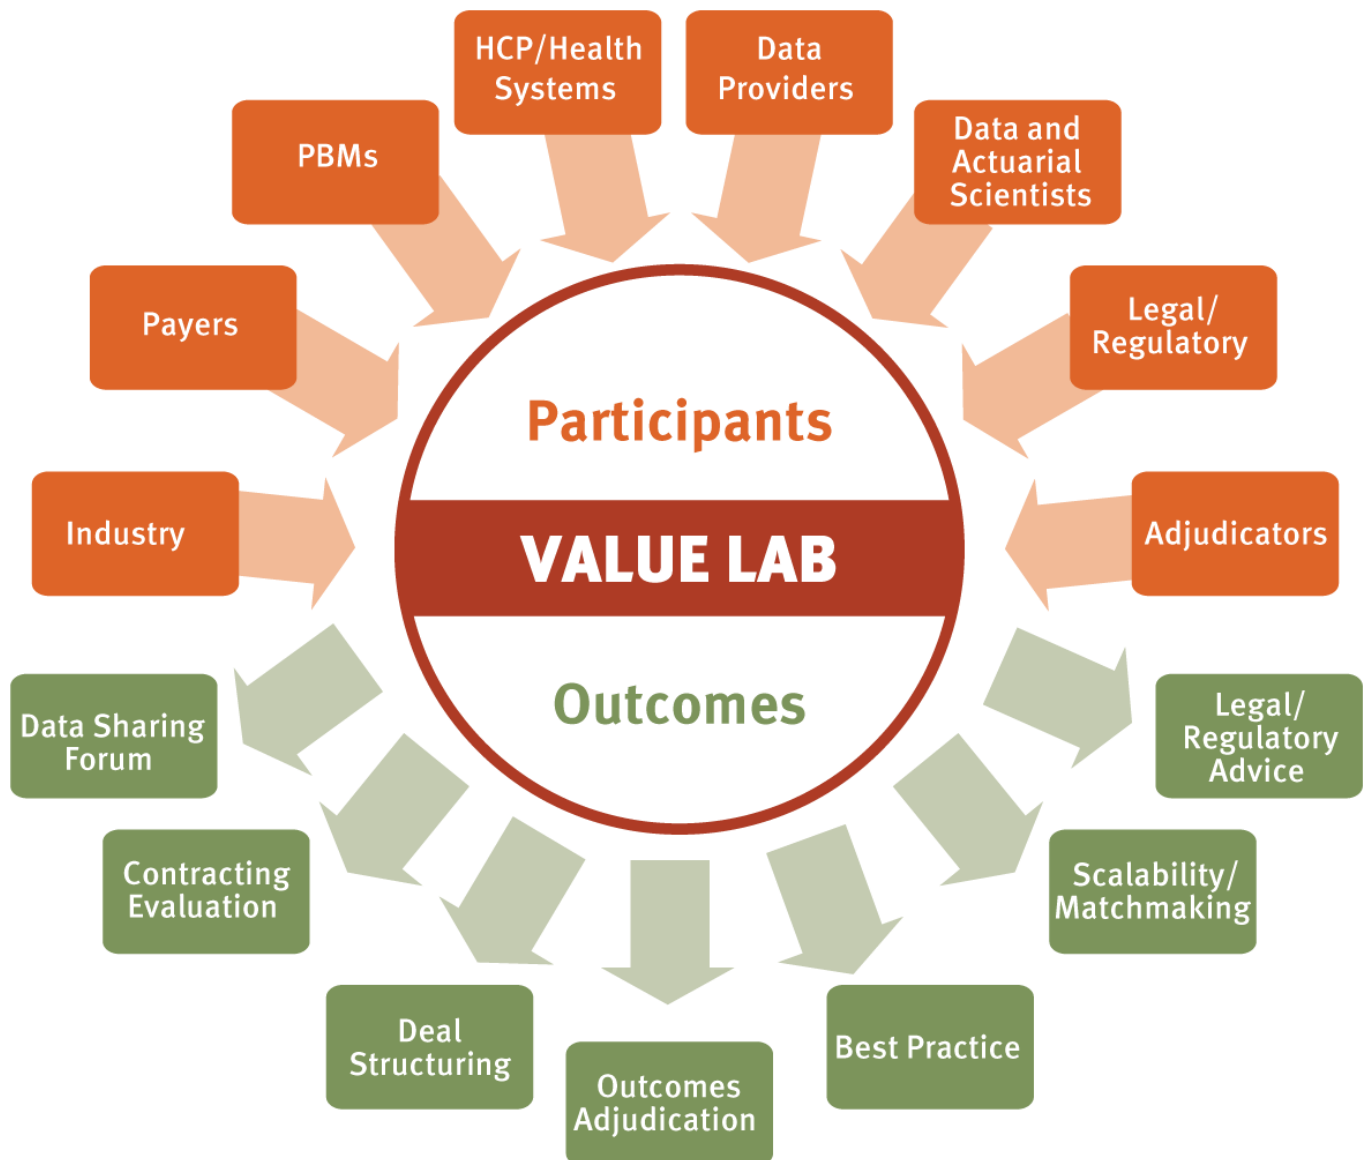 HCP/Health
Systems
Data
Providers
PBMs
Data and
Actuarial
Scientists
Payers
Legal/
Regulatory
Industry
Adjudicators
Participants
VALUE LAB
Outcomes
Data Sharing
Forum
Legal/
Regulatory
Advice
Contracting
Evaluation
Scalability/
Matchmaking
Deal
Structuring
Best Practice
Outcomes
Adjudication